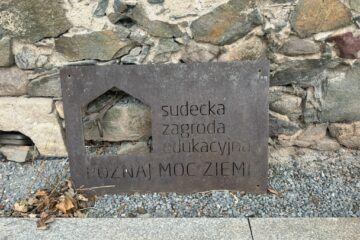 sudecka
zagroda
edukacyjna
POZNAJ MOC ZIEMI